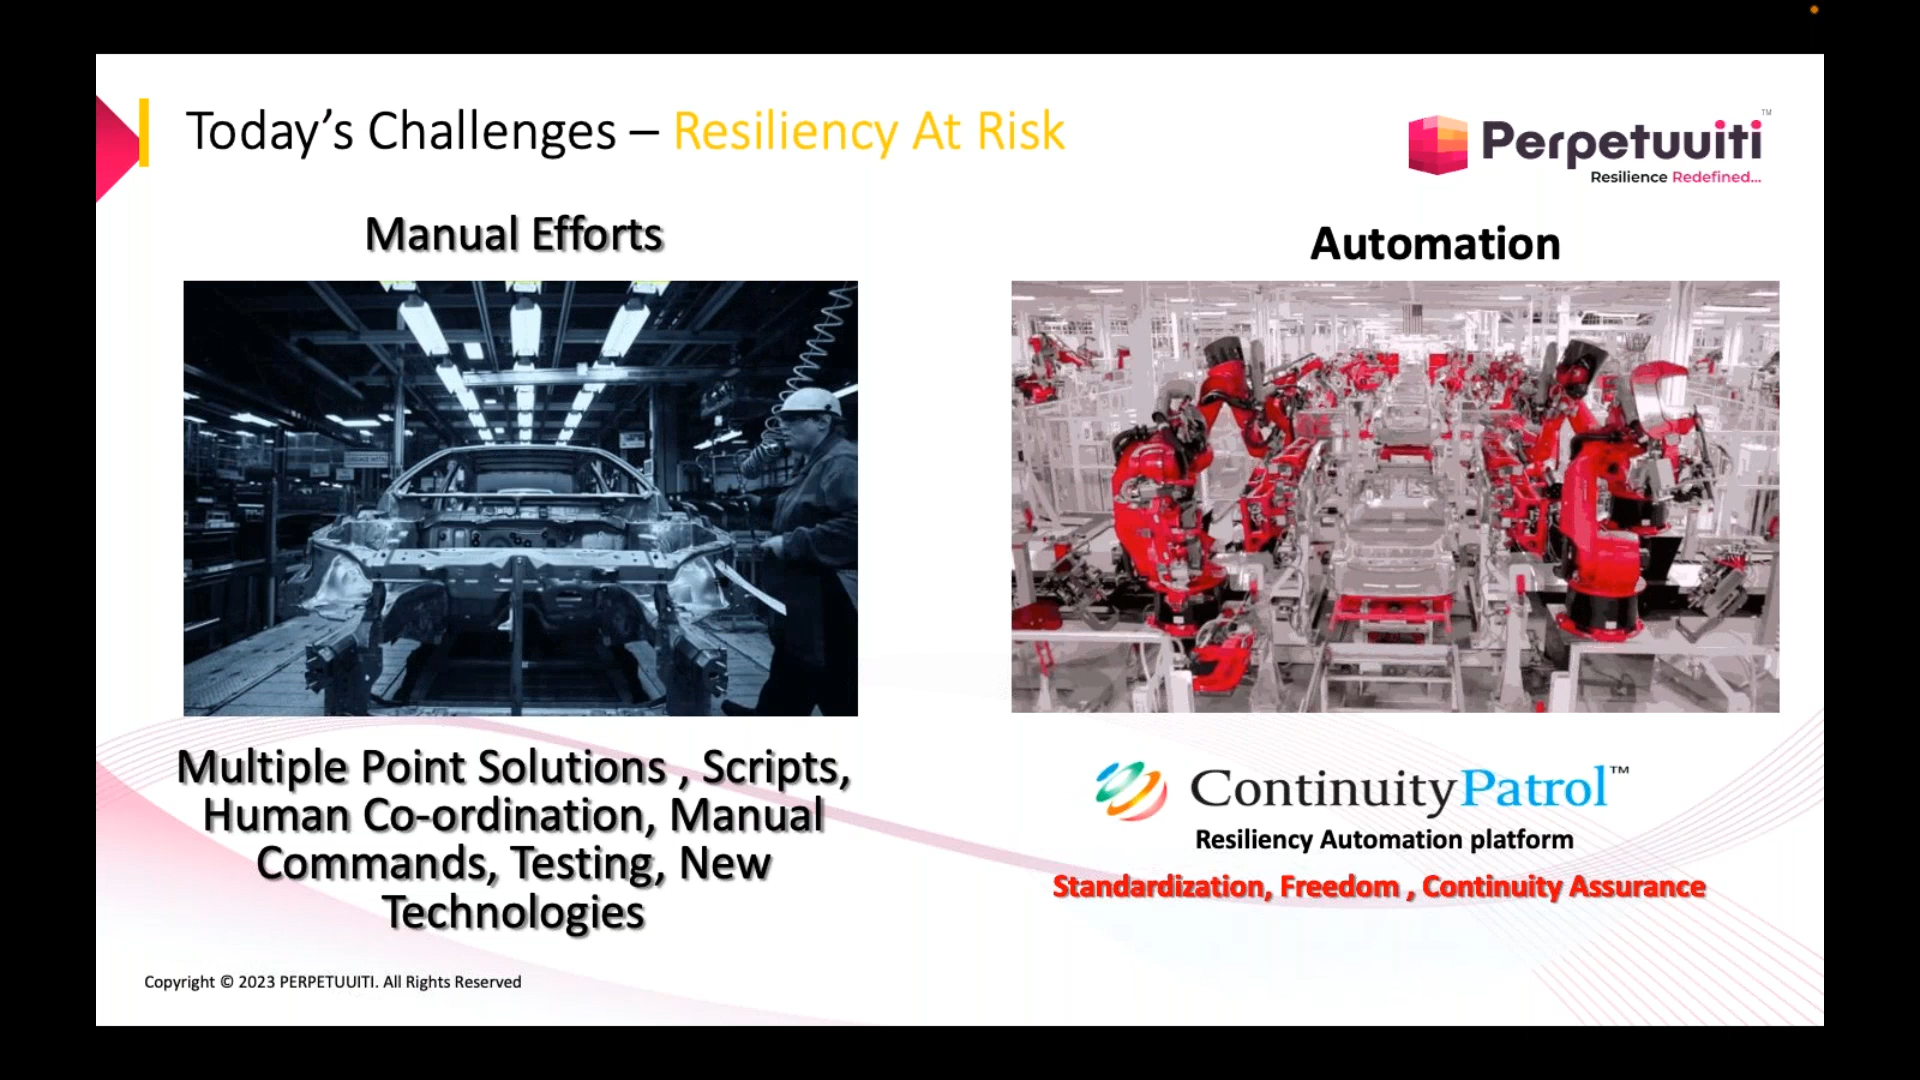 Today’s Challenges – Resiliency At Risk
Perpetuuiti™
Resilience Redefined...
Manual Efforts
Automation
Multiple Point Solutions , Scripts,
Human Co-ordination, Manual
Commands, Testing, New
Technologies
ContinuityPatrol™
Resiliency Automation platform
Standardization, Freedom , Continuity Assurance
Copyright © 2023 PERPETUUITI. All Rights Reserved